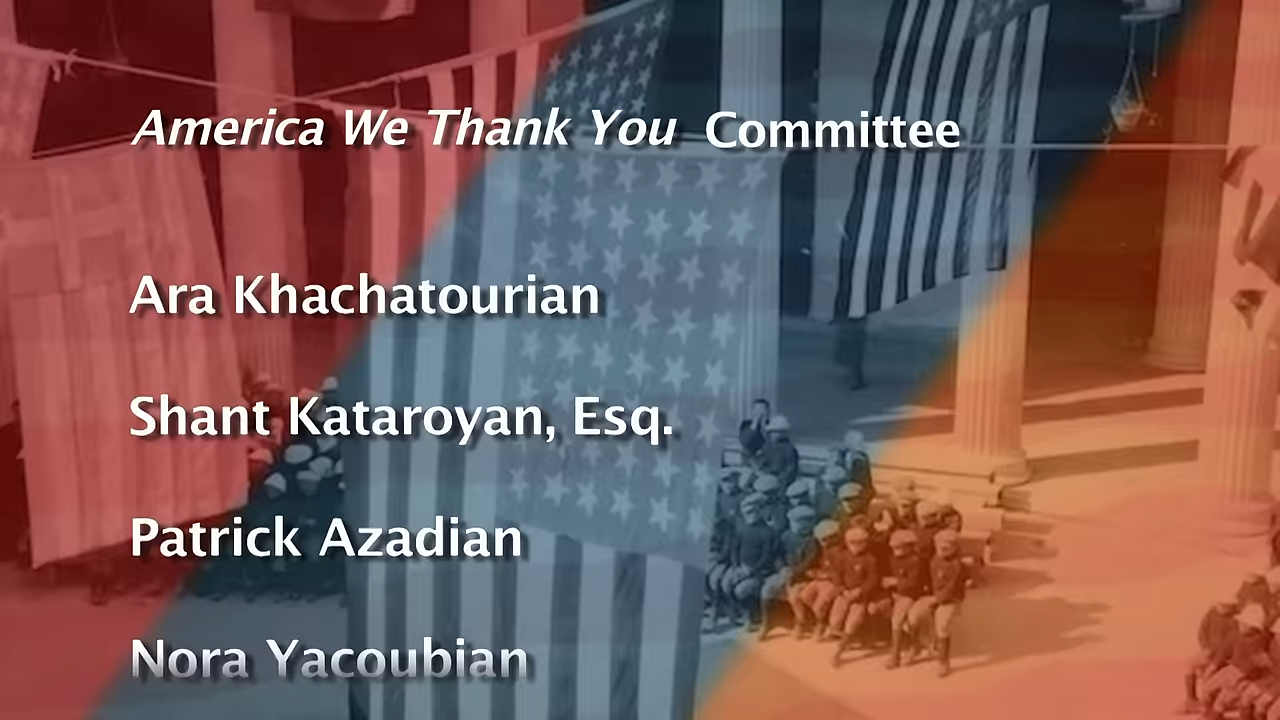 America We Thank You Committee
Ara Khachatourian
Shant Kataroyan, Esq.
Patrick Azadian
Nora Yacoubian